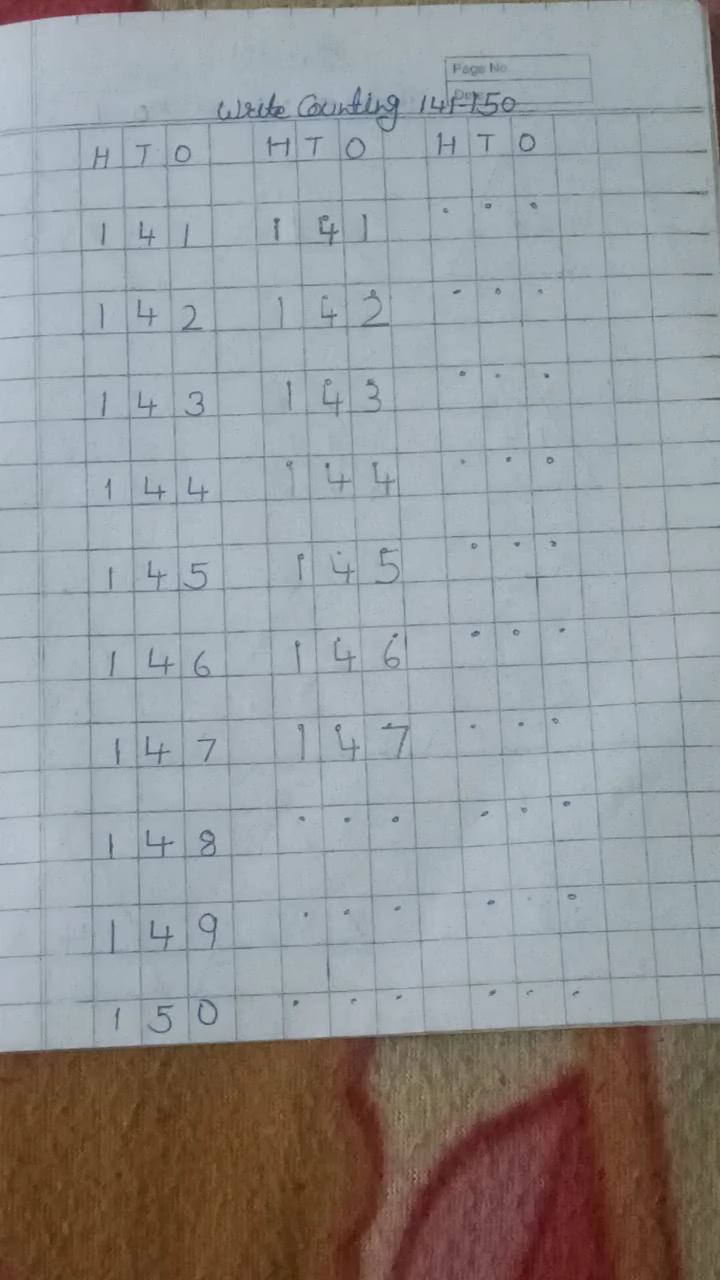 Page No
Write Counting 141-150
H T O H T O H T O
1 4 1 1 4 1
1 4 2 1 4 2
1 4 3 1 4 3
1 4 4 1 4 4
1 4 5 1 4 5
1 4 6 1 4 6
1 4 7 1 4 7
1 4 8
1 4 9
1 5 0